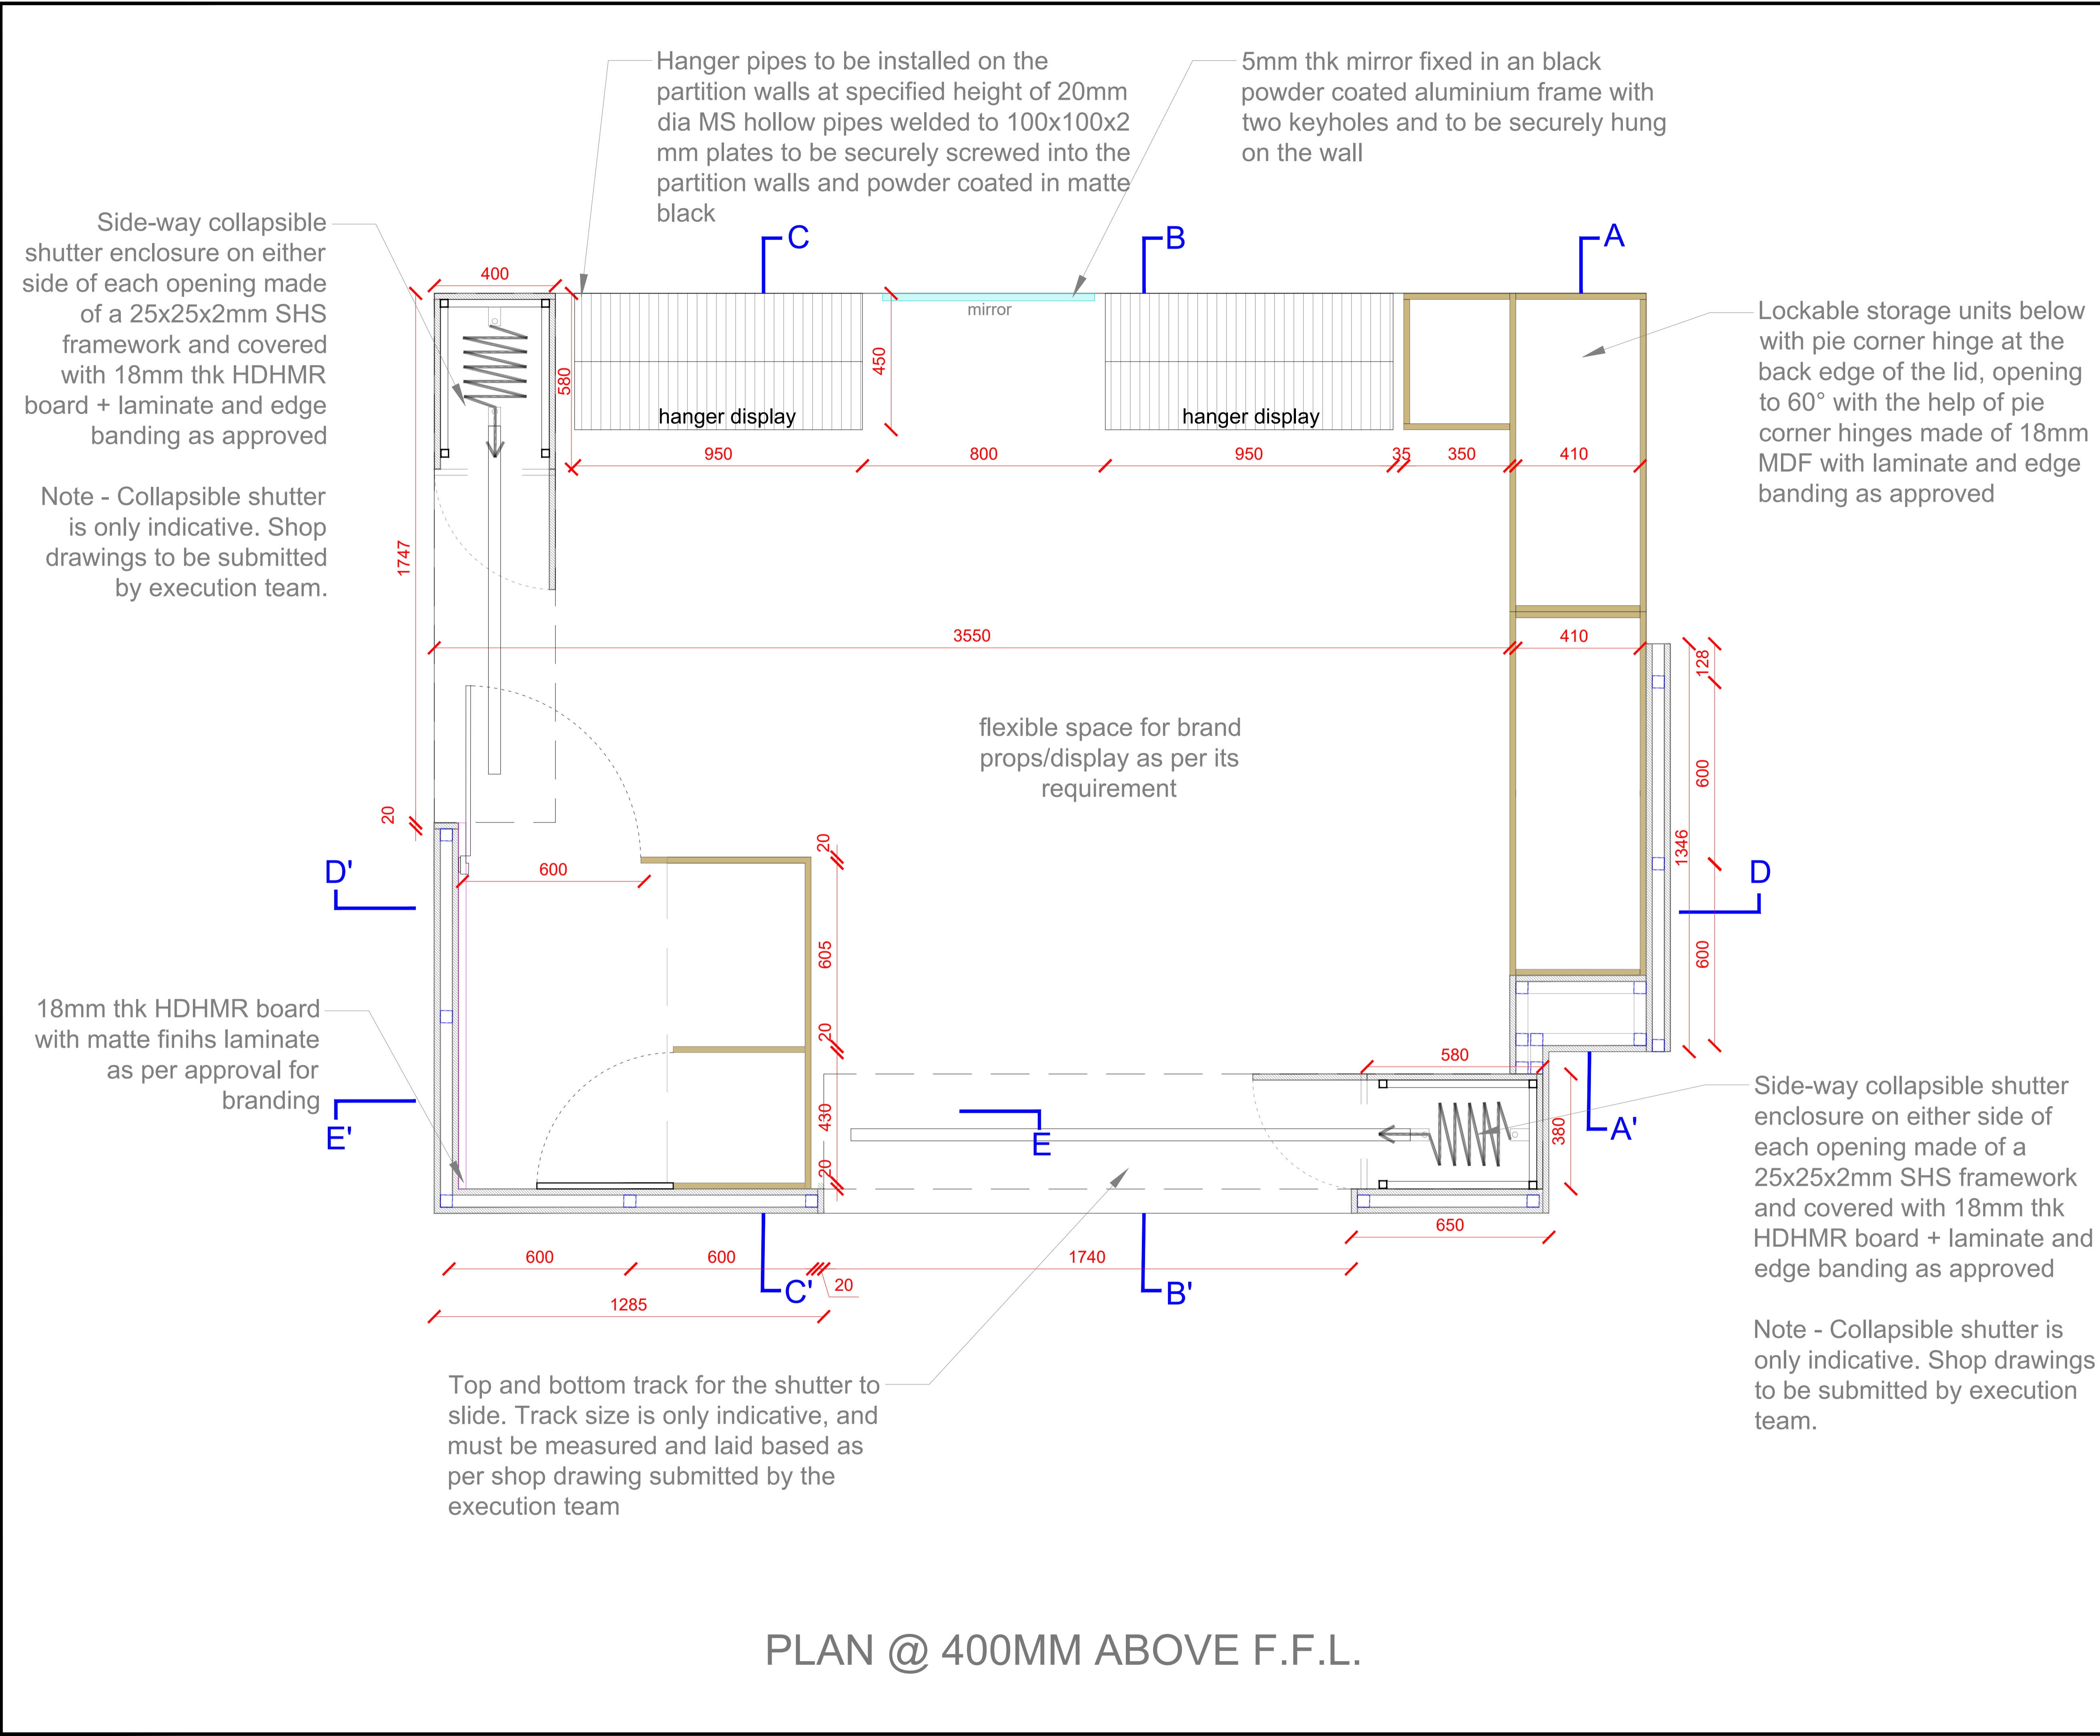 Hanger pipes to be installed on the
partition walls at specified height of 20mm
dia MS hollow pipes welded to 100x100x2
mm plates to be securely screwed into the
partition walls and powder coated in matte
black
5mm thk mirror fixed in an black
powder coated aluminium frame with
two keyholes and to be securely hung
on the wall
Side-way collapsible
shutter enclosure on either
side of each opening made
of a 25x25x2mm SHS
framework and covered
with 18mm thk HDHMR
board + laminate and edge
banding as approved
Note - Collapsible shutter
is only indicative. Shop
drawings to be submitted
by execution team.
C
B
A
400
mirror
580
450
hanger display
hanger display
950
800
950
35
350
410
Lockable storage units below
with pie corner hinge at the
back edge of the lid, opening
to 60° with the help of pie
corner hinges made of 18mm
MDF with laminate and edge
banding as approved
1747
3550
410
128
600
1346
600
flexible space for brand
props/display as per its
requirement
20
20
D'
600
D
605
20
18mm thk HDHMR board
with matte finihs laminate
as per approval for
branding
E'
580
430
E
380
A'
20
Side-way collapsible shutter
enclosure on either side of
each opening made of a
25x25x2mm SHS framework
and covered with 18mm thk
HDHMR board + laminate and
edge banding as approved
Note - Collapsible shutter is
only indicative. Shop drawings
to be submitted by execution
team.
650
600
600
1740
20
C'
B'
1285
Top and bottom track for the shutter to
slide. Track size is only indicative, and
must be measured and laid based as
per shop drawing submitted by the
execution team
PLAN @ 400MM ABOVE F.F.L.